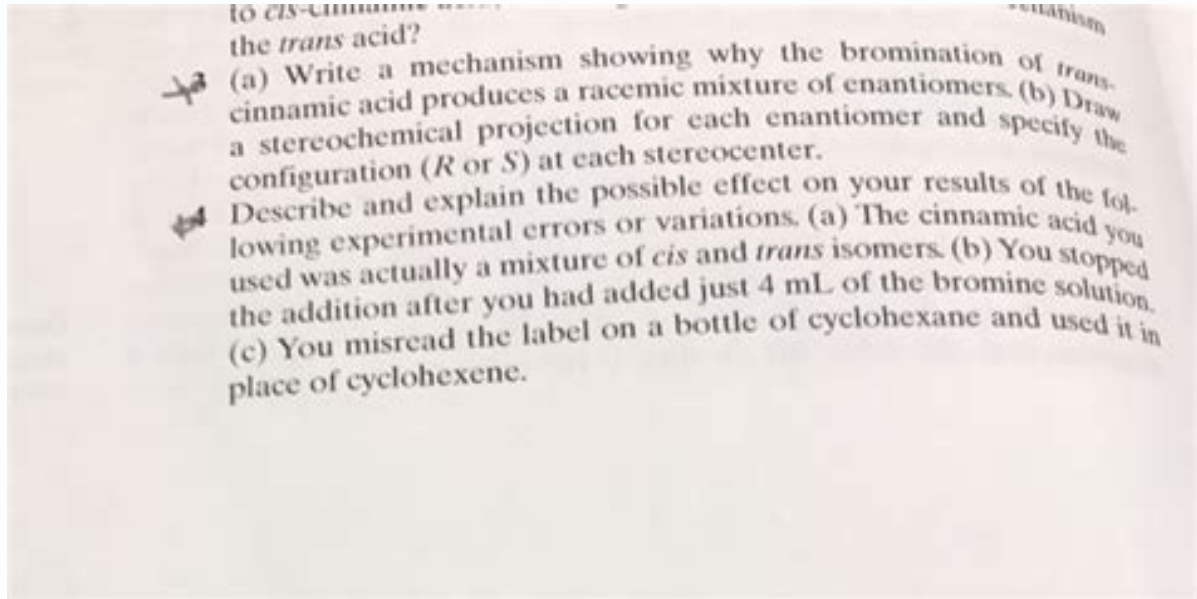 to cis-
the trans acid?
3 (a) Write a mechanism showing why the bromination of trans-
cinnamic acid produces a racemic mixture of enantiomers. (b) Draw
a stereochemical projection for each enantiomer and specify the
configuration (R or S) at each stereocenter.
4 Describe and explain the possible effect on your results of the fol-
lowing experimental errors or variations. (a) The cinnamic acid you
used was actually a mixture of cis and trans isomers. (b) You stopped
the addition after you had added just 4 mL of the bromine solution.
(c) You misread the label on a bottle of cyclohexane and used it in
place of cyclohexene.